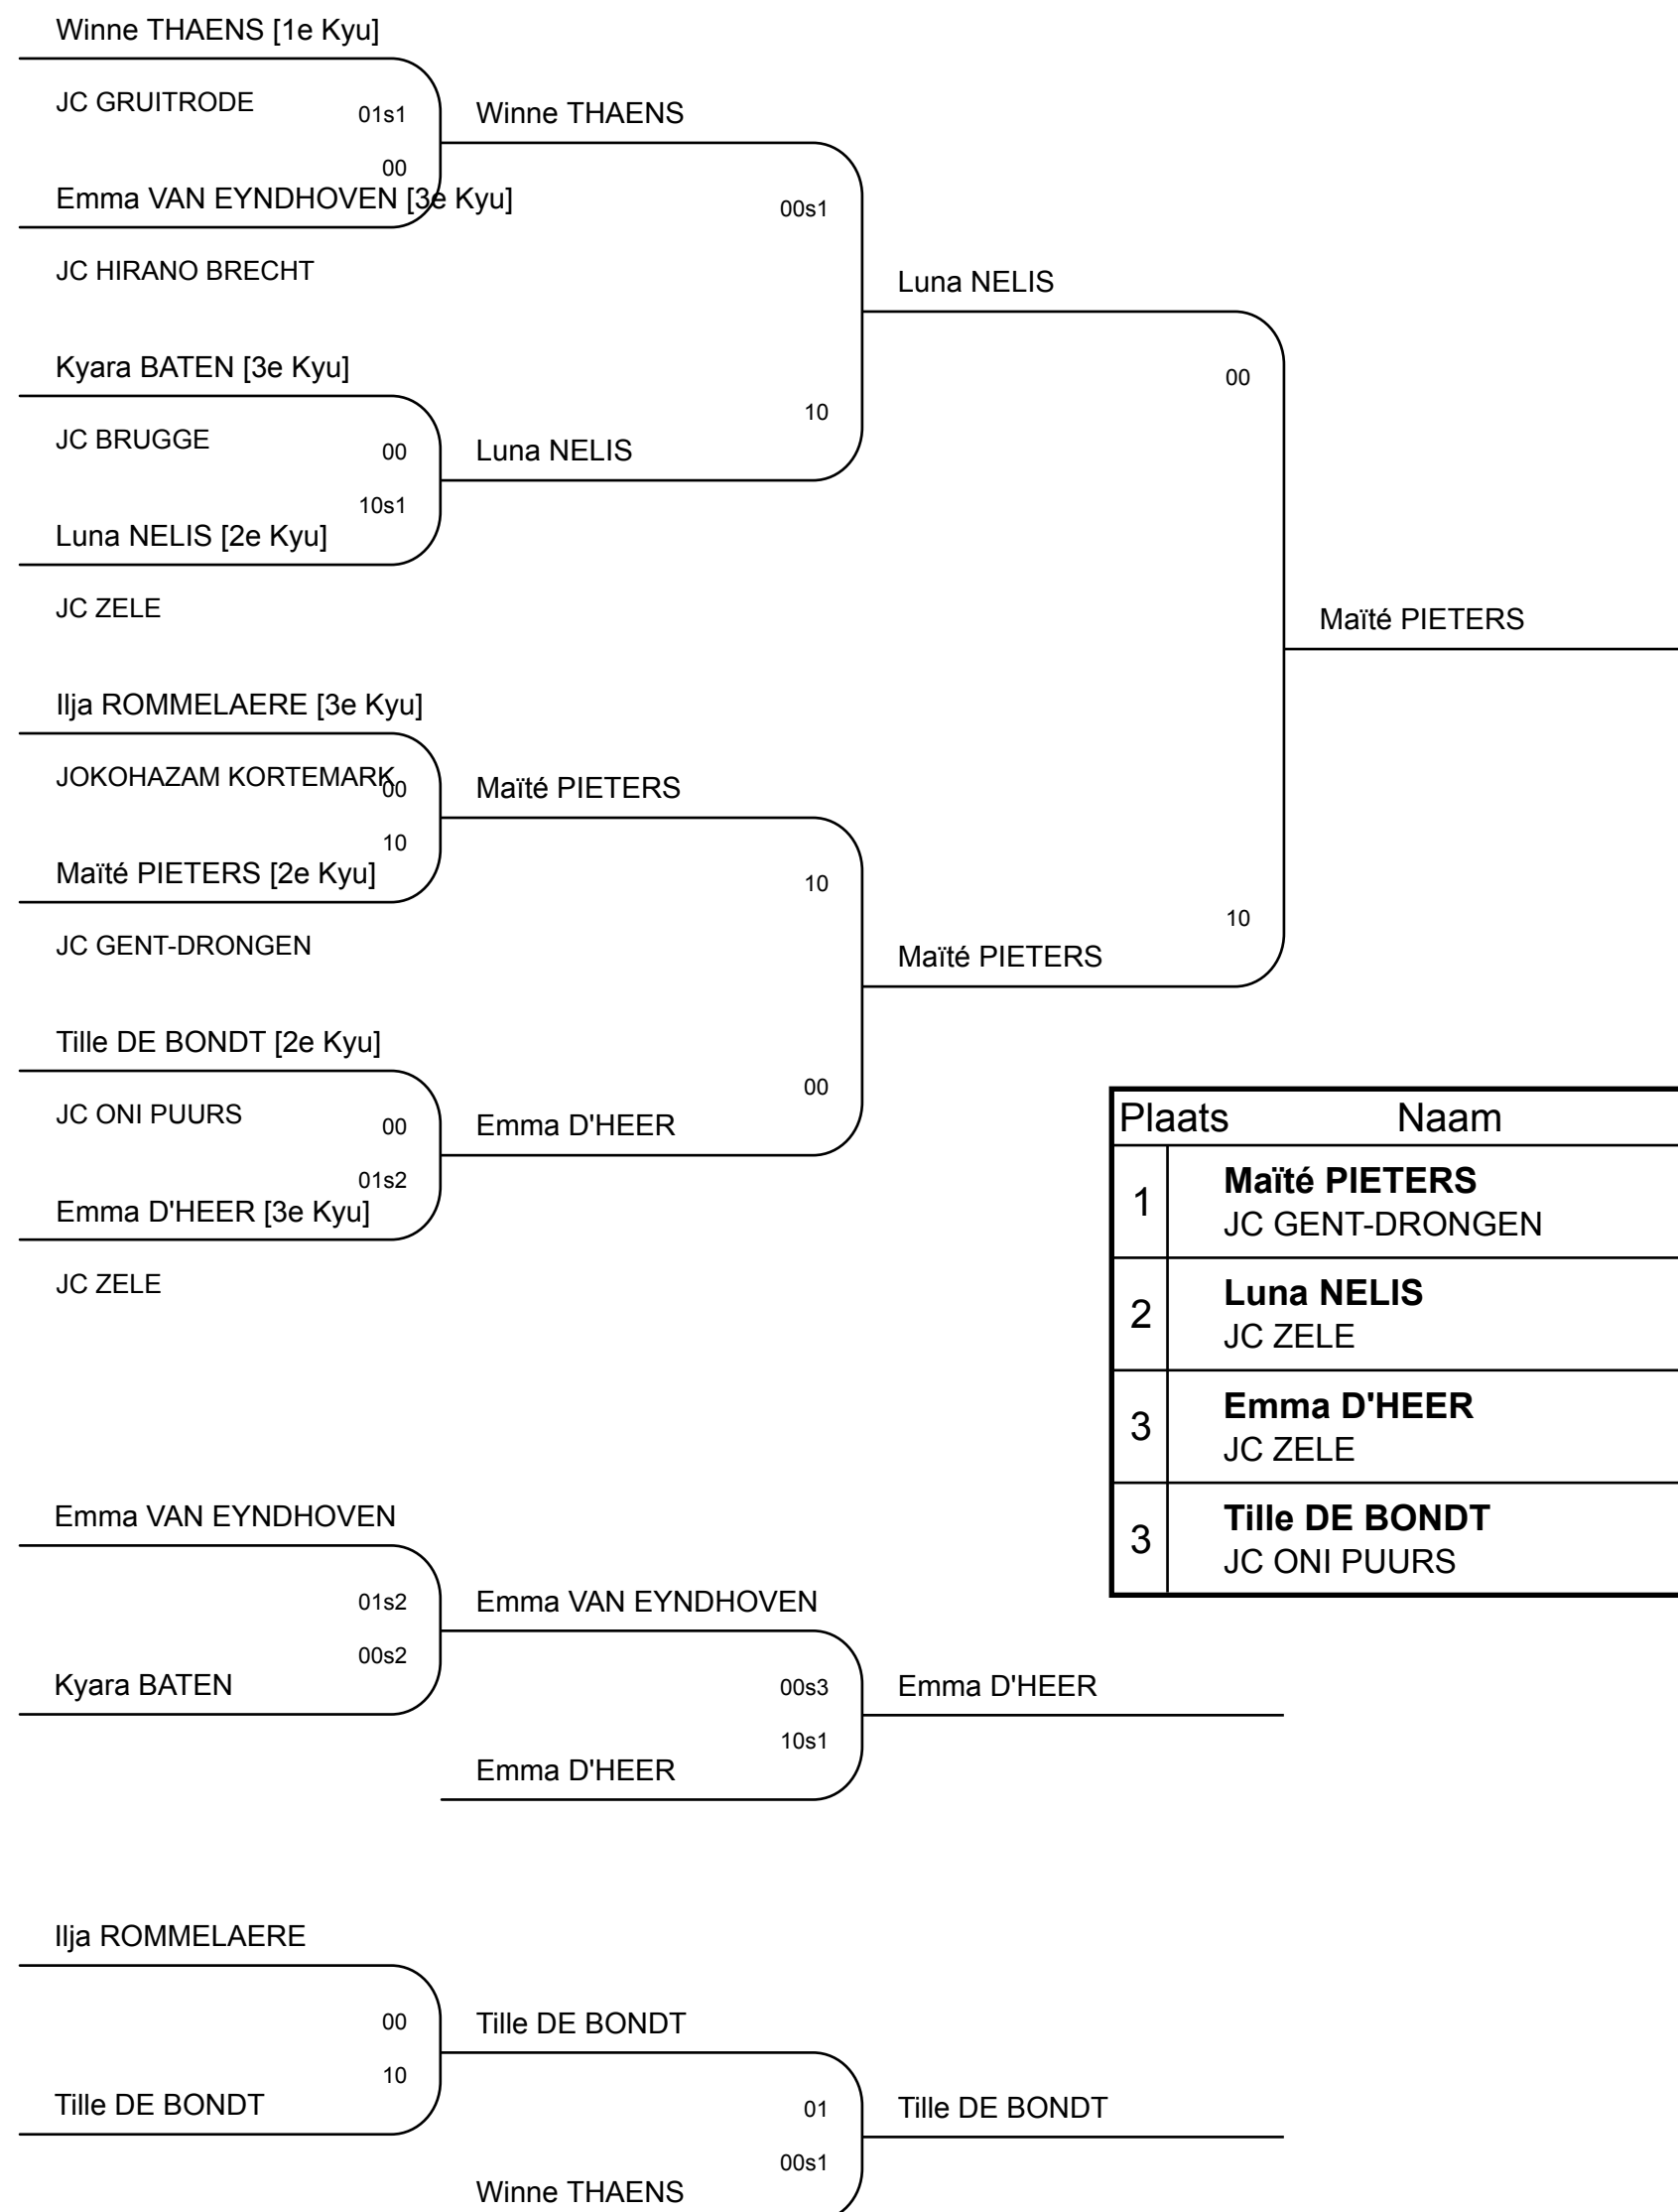 Winne THAENS [1e Kyu]
JC GRUITRODE
01s1
Winne THAENS
00
Emma VAN EYNDHOVEN [3e Kyu]
00s1
JC HIRANO BRECHT
Luna NELIS
Kyara BATEN [3e Kyu]
00
10
JC BRUGGE
00
Luna NELIS
10s1
Luna NELIS [2e Kyu]
JC ZELE
Maïté PIETERS
Ilja ROMMELAERE [3e Kyu]
JOKOHAZAM KORTEMARK
00
Maïté PIETERS
10
Maïté PIETERS [2e Kyu]
10
10
JC GENT-DRONGEN
Maïté PIETERS
Tille DE BONDT [2e Kyu]
00
JC ONI PUURS
00
Emma D'HEER
01s2
Emma D'HEER [3e Kyu]
JC ZELE
Plaats Naam
1 Maïté PIETERS
JC GENT-DRONGEN
2 Luna NELIS
JC ZELE
3 Emma D'HEER
JC ZELE
3 Tille DE BONDT
JC ONI PUURS
Emma VAN EYNDHOVEN
01s2
Emma VAN EYNDHOVEN
00s2
Kyara BATEN
00s3
Emma D'HEER
10s1
Emma D'HEER
Ilja ROMMELAERE
00
Tille DE BONDT
10
Tille DE BONDT
01
Tille DE BONDT
00s1
Winne THAENS